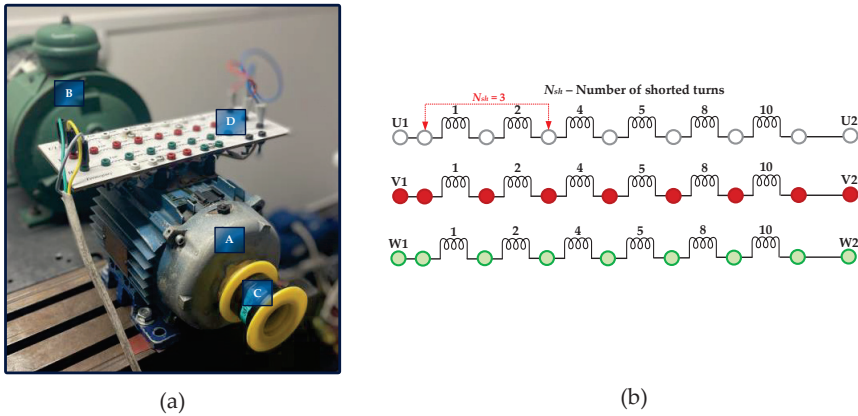 B
D
A
C
(a)
Nsh – Number of shorted turns
Nsh = 3
1 2 4 5 8 10
U1 U2
1 2 4 5 8 10
V1 V2
1 2 4 5 8 10
W1 W2
(b)